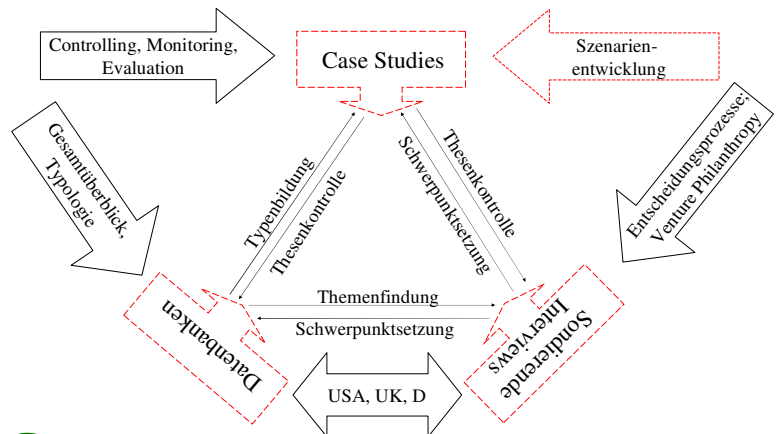 Controlling, Monitoring,
Evaluation
Case Studies
Szenarien-
entwicklung
Gesamtüberblick,
Typologie
Typenbildung
Thesenkontrolle
Thesenkontrolle
Schwerpunktsetzung
Entscheidungsprozesse;
Venture Philanthropy
Themenfindung
Schwerpunktsetzung
Datenbanken
Sondierende
Interviews
USA, UK, D